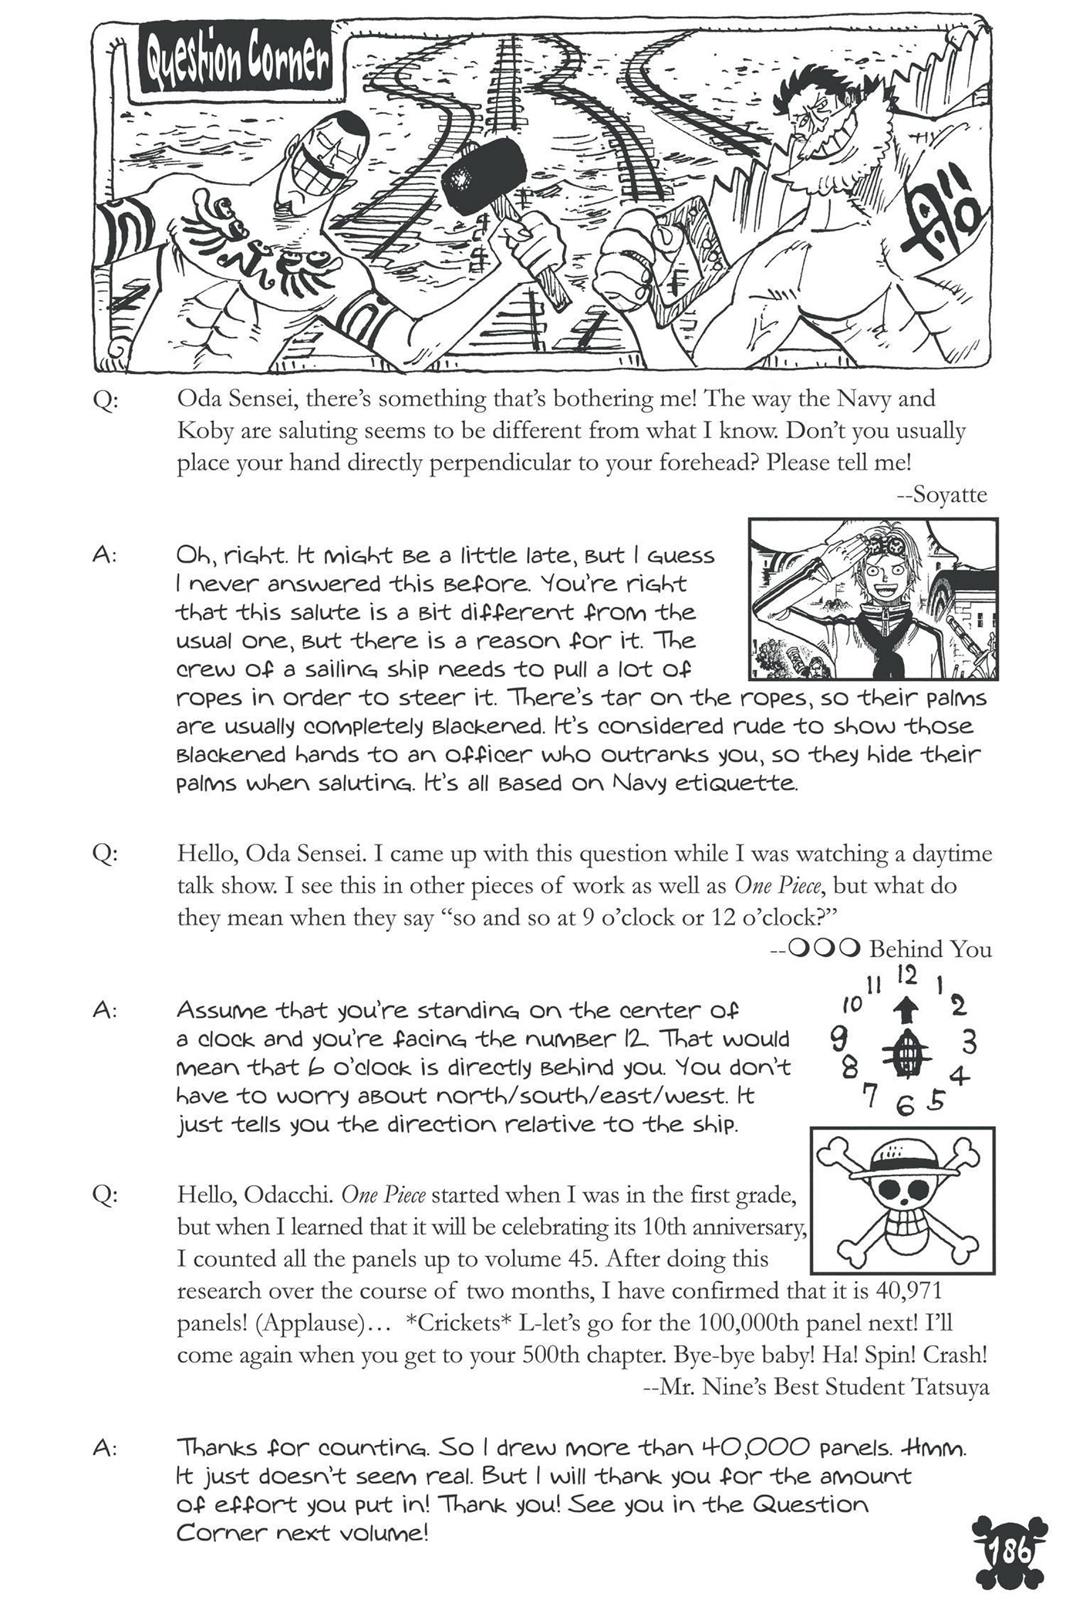 Question Corner
Q: Oda Sensei, there's something that's bothering me! The way the Navy and
Koby are saluting seems to be different from what I know. Don't you usually
place your hand directly perpendicular to your forehead? Please tell me!
--Soyatte
A: Oh, right. It might be a little late, but I guess
I never answered this before. You're right
that this salute is a bit different from the
usual one, but there is a reason for it. The
crew of a sailing ship needs to pull a lot of
ropes in order to steer it. There's tar on the ropes, so their palms
are usually completely blackened. It's considered rude to show those
blackened hands to an officer who outranks you, so they hide their
palms when saluting. It's all based on Navy etiquette.
Q: Hello, Oda Sensei. I came up with this question while I was watching a daytime
talk show. I see this in other pieces of work as well as One Piece, but what do
they mean when they say “so and so at 9 o'clock or 12 o'clock?”
--○○○ Behind You
A: Assume that you're standing on the center of
a clock and you're facing the number 12. That would
mean that 6 o'clock is directly behind you. You don't
have to worry about north/south/east/west. It
just tells you the direction relative to the ship.
12
11 1
10 2
9 3
8 4
7 6 5
Q: Hello, Odacchi. One Piece started when I was in the first grade,
but when I learned that it will be celebrating its 10th anniversary,
I counted all the panels up to volume 45. After doing this
research over the course of two months, I have confirmed that it is 40,971
panels! (Applause)… *Crickets* L-let's go for the 100,000th panel next! I'll
come again when you get to your 500th chapter. Bye-bye baby! Ha! Spin! Crash!
--Mr. Nine's Best Student Tatsuya
A: Thanks for counting. So I drew more than 40,000 panels. Hmm.
It just doesn't seem real. But I will thank you for the amount
of effort you put in! Thank you! See you in the Question
Corner next volume!
186